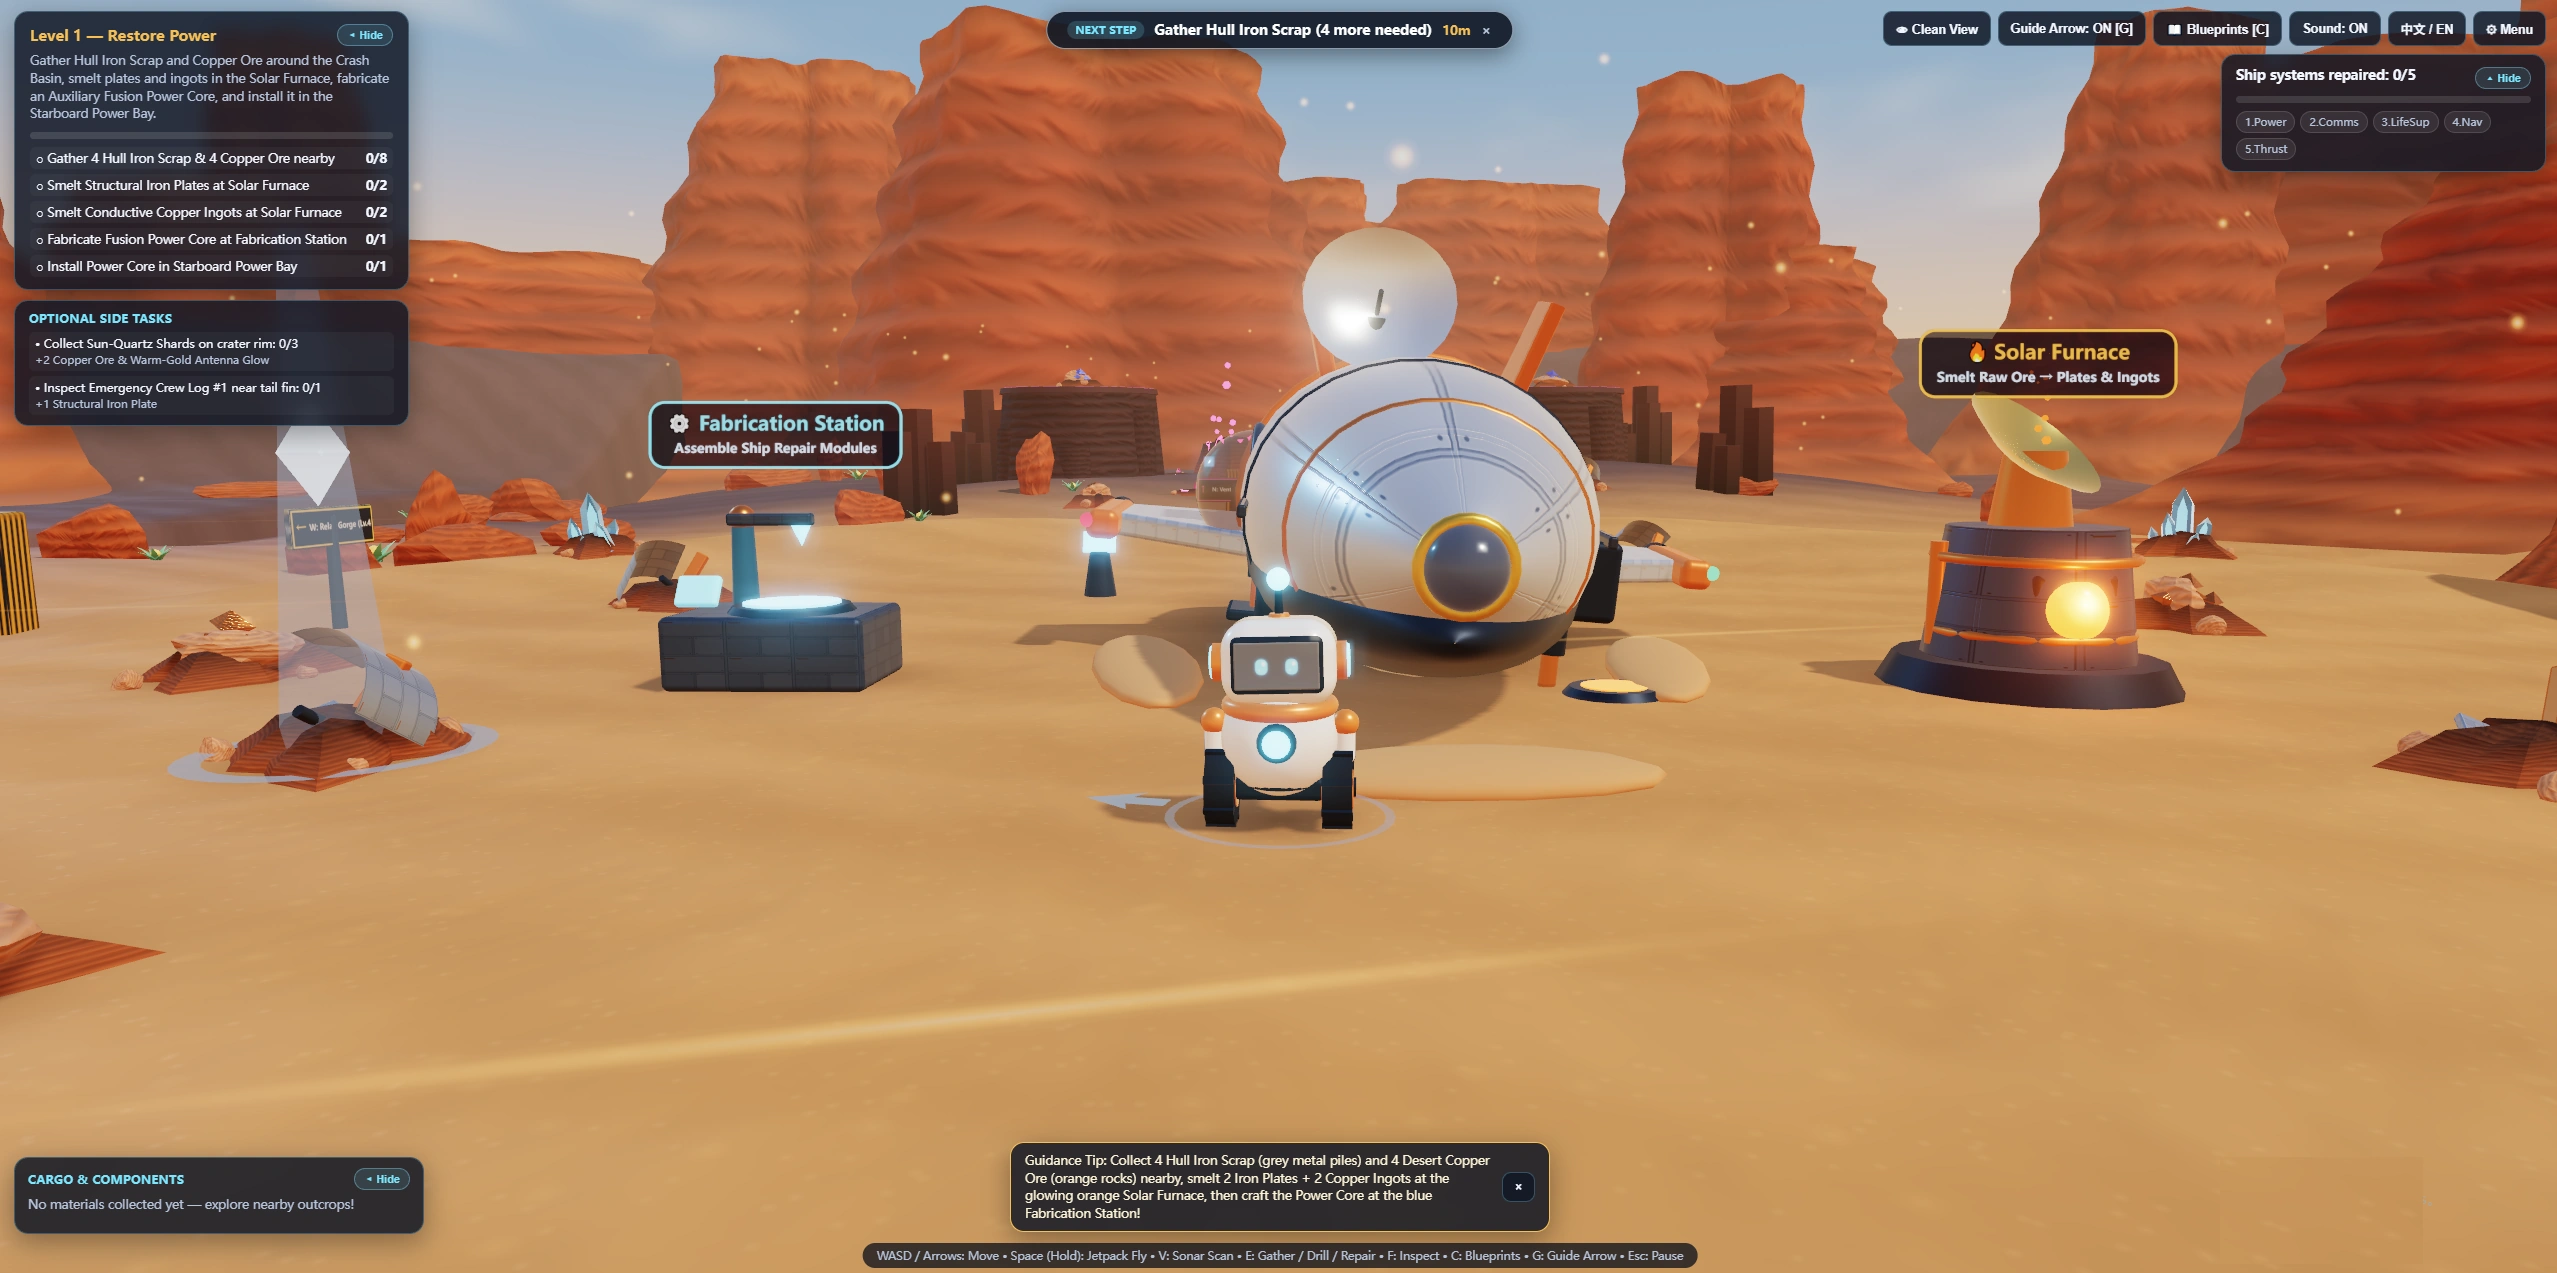 Level 1 — Restore Power
◂ Hide
Gather Hull Iron Scrap and Copper Ore around the Crash
Basin, smelt plates and ingots in the Solar Furnace, fabricate
an Auxiliary Fusion Power Core, and install it in the
Starboard Power Bay.
○ Gather 4 Hull Iron Scrap & 4 Copper Ore nearby 0/8
○ Smelt Structural Iron Plates at Solar Furnace 0/2
○ Smelt Conductive Copper Ingots at Solar Furnace 0/2
○ Fabricate Fusion Power Core at Fabrication Station 0/1
○ Install Power Core in Starboard Power Bay 0/1
OPTIONAL SIDE TASKS
• Collect Sun-Quartz Shards on crater rim: 0/3
+2 Copper Ore & Warm-Gold Antenna Glow
• Inspect Emergency Crew Log #1 near tail fin: 0/1
+1 Structural Iron Plate
NEXT STEP Gather Hull Iron Scrap (4 more needed) 10m ×
Clean View
Guide Arrow: ON [G]
Blueprints [C]
Sound: ON
中文 / EN
⚙ Menu
Ship systems repaired: 0/5
▴ Hide
1.Power 2.Comms 3.LifeSup 4.Nav
5.Thrust
Fabrication Station
Assemble Ship Repair Modules
Solar Furnace
Smelt Raw Ore → Plates & Ingots
← W: Gorge
CARGO & COMPONENTS
◂ Hide
No materials collected yet — explore nearby outcrops!
Guidance Tip: Collect 4 Hull Iron Scrap (grey metal piles) and 4 Desert Copper
Ore (orange rocks) nearby, smelt 2 Iron Plates + 2 Copper Ingots at the
glowing orange Solar Furnace, then craft the Power Core at the blue
Fabrication Station!
×
WASD / Arrows: Move • Space (Hold): Jetpack Fly • V: Sonar Scan • E: Gather / Drill / Repair • F: Inspect • C: Blueprints • G: Guide Arrow • Esc: Pause